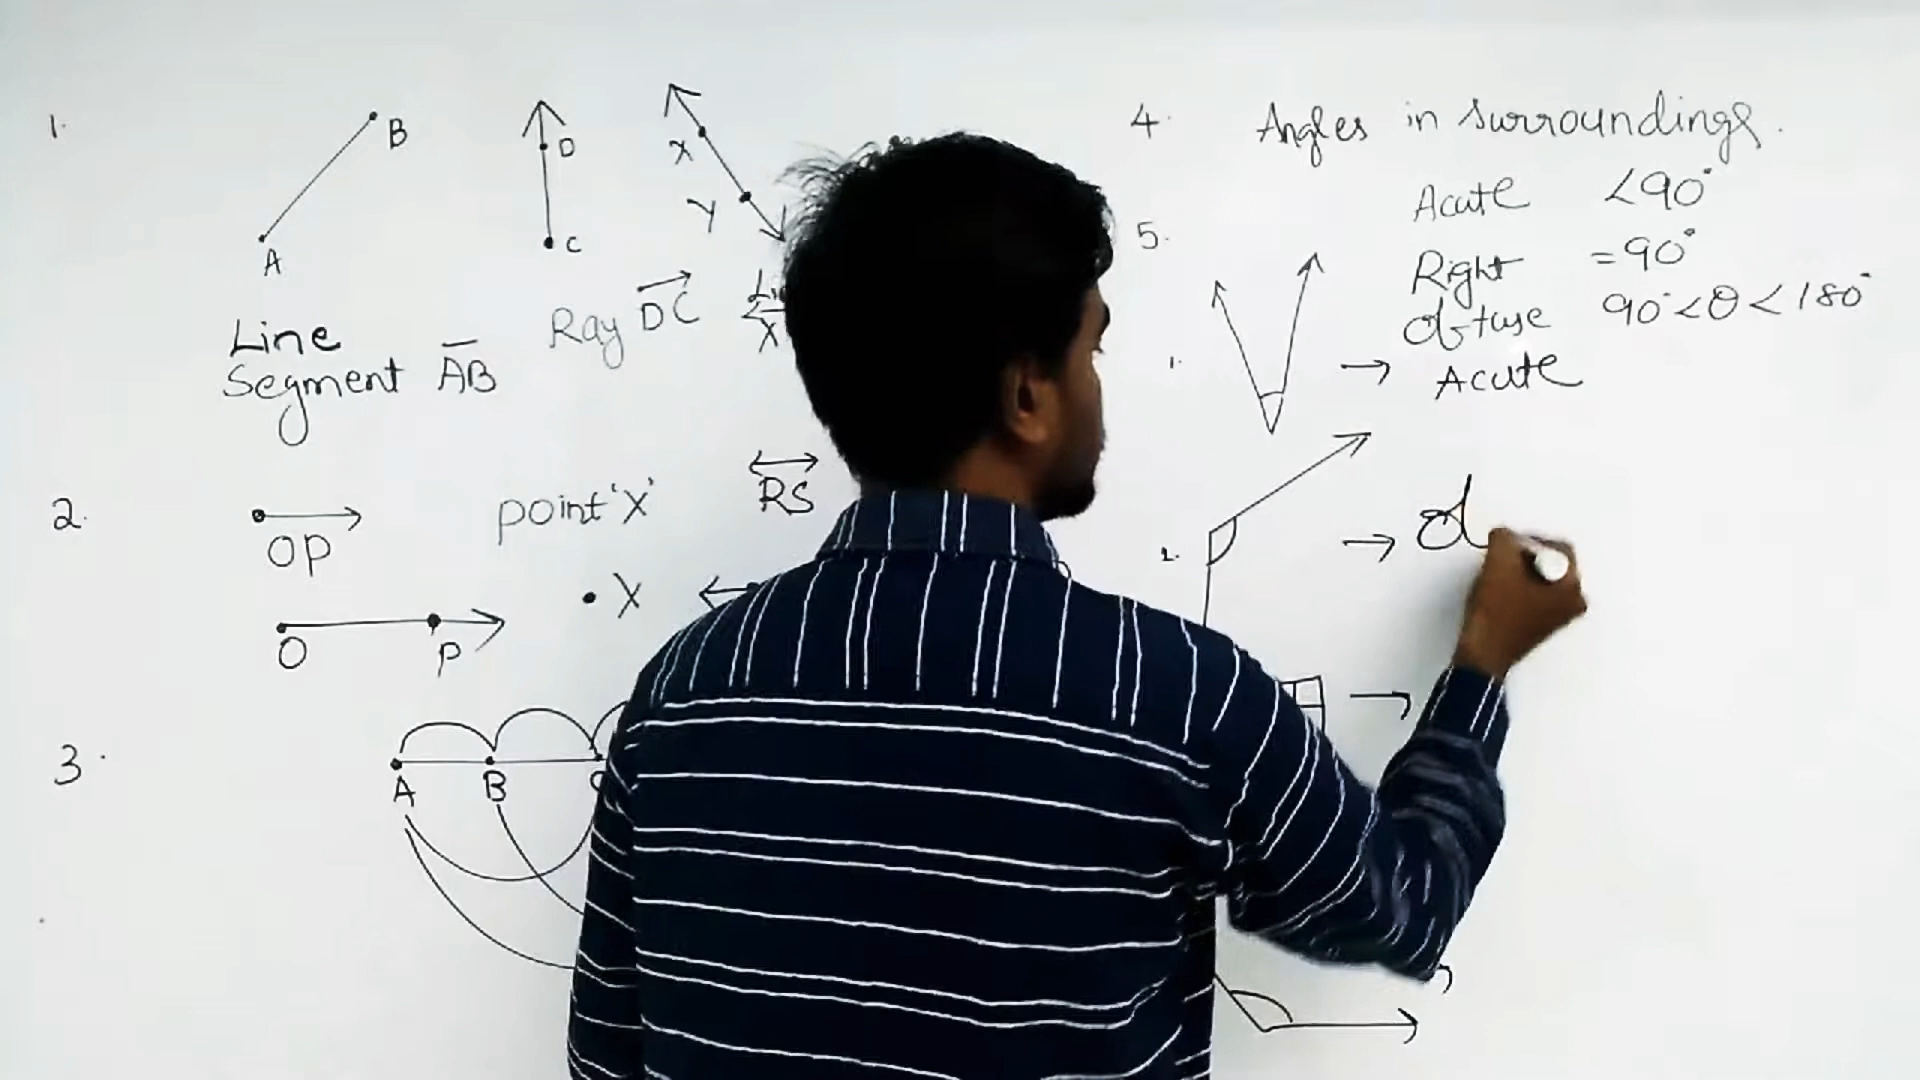 1.
B
A
Line
Segment AB
D
C
Ray DC
X
Y
X
2.
OP
O
P
point 'X'
X
RS
3.
A
B
4. Angles in surroundings.
Acute <90°
5.
Right =90°
Obtuse 90°<θ<180°
1. → Acute
2. →
→